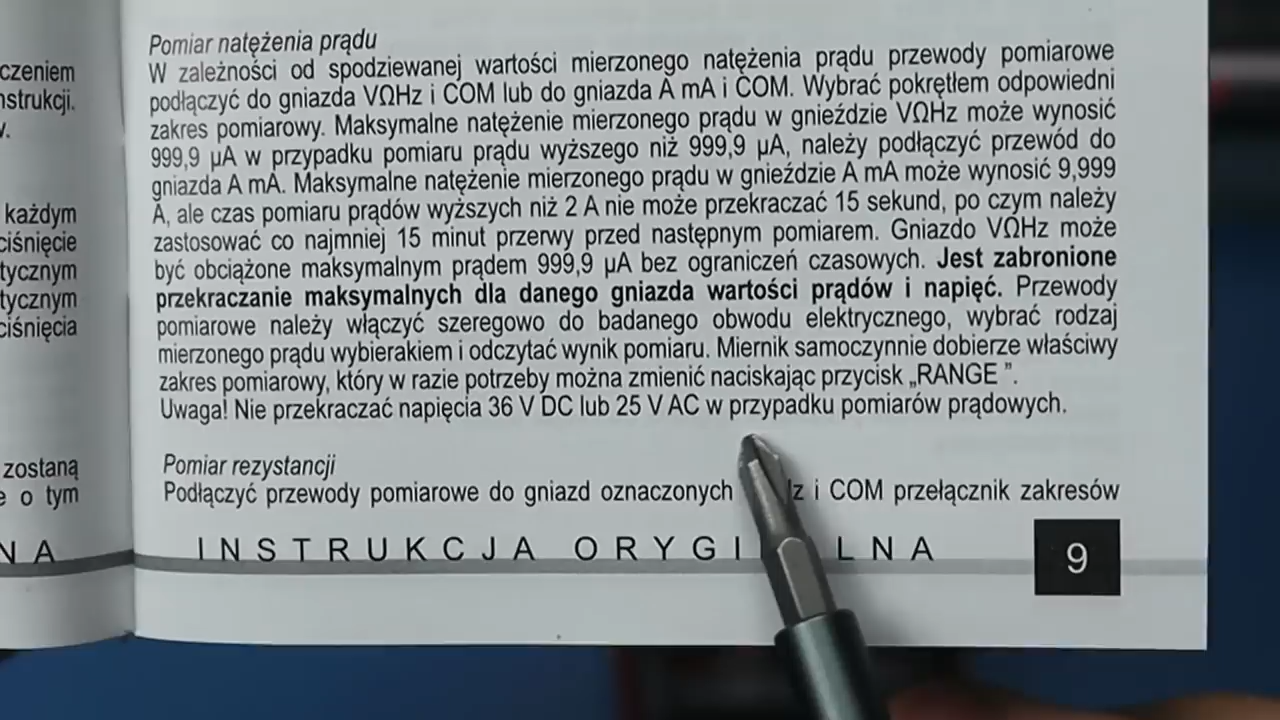 czeniem
nstrukcji.
w.
każdym
ciśnięcie
tycznym
tycznym
ciśnięcia
zostaną
e o tym
N A
Pomiar natężenia prądu
W zależności od spodziewanej wartości mierzonego natężenia prądu przewody pomiarowe
podłączyć do gniazda VΩHz i COM lub do gniazda A mA i COM. Wybrać pokrętłem odpowiedni
zakres pomiarowy. Maksymalne natężenie mierzonego prądu w gnieździe VΩHz może wynosić
999,9 µA w przypadku pomiaru prądu wyższego niż 999,9 µA, należy podłączyć przewód do
gniazda A mA. Maksymalne natężenie mierzonego prądu w gnieździe A mA może wynosić 9,999
A, ale czas pomiaru prądów wyższych niż 2 A nie może przekraczać 15 sekund, po czym należy
zastosować co najmniej 15 minut przerwy przed następnym pomiarem. Gniazdo VΩHz może
być obciążone maksymalnym prądem 999,9 µA bez ograniczeń czasowych. Jest zabronione
przekraczanie maksymalnych dla danego gniazda wartości prądów i napięć. Przewody
pomiarowe należy włączyć szeregowo do badanego obwodu elektrycznego, wybrać rodzaj
mierzonego prądu wybierakiem i odczytać wynik pomiaru. Miernik samoczynnie dobierze właściwy
zakres pomiarowy, który w razie potrzeby można zmienić naciskając przycisk „RANGE ”.
Uwaga! Nie przekraczać napięcia 36 V DC lub 25 V AC w przypadku pomiarów prądowych.
Pomiar rezystancji
Podłączyć przewody pomiarowe do gniazd oznaczonych i COM przełącznik zakresów
INSTRUKCJA ORYGI LNA
9